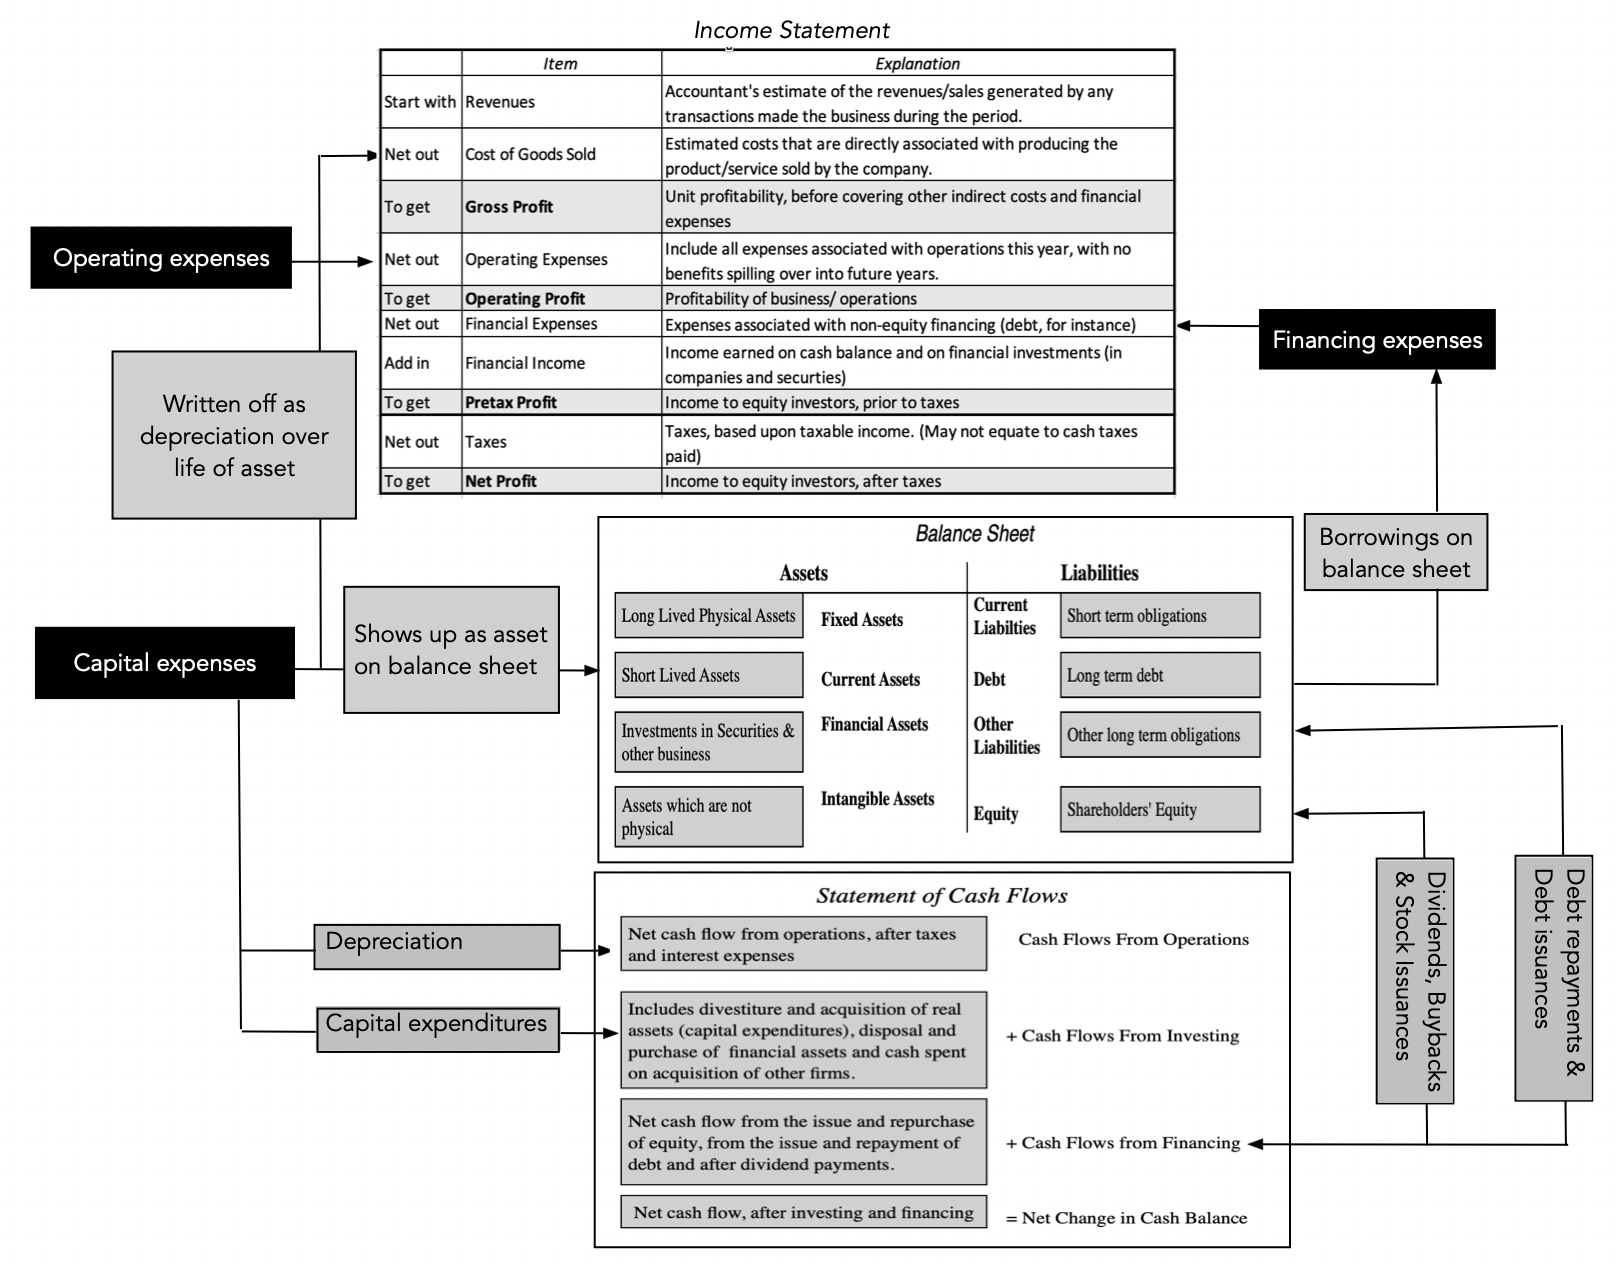 Income Statement
Item Explanation
Start with Revenues Accountant's estimate of the revenues/sales generated by any
transactions made the business during the period.
Net out Cost of Goods Sold Estimated costs that are directly associated with producing the
product/service sold by the company.
To get Gross Profit Unit profitability, before covering other indirect costs and financial
expenses
Net out Operating Expenses Include all expenses associated with operations this year, with no
benefits spilling over into future years.
To get Operating Profit Profitability of business/ operations
Net out Financial Expenses Expenses associated with non-equity financing (debt, for instance)
Add in Financial Income Income earned on cash balance and on financial investments (in
companies and securties)
To get Pretax Profit Income to equity investors, prior to taxes
Net out Taxes Taxes, based upon taxable income. (May not equate to cash taxes
paid)
To get Net Profit Income to equity investors, after taxes
Operating expenses
Financing expenses
Written off as
depreciation over
life of asset
Borrowings on
balance sheet
Capital expenses
Shows up as asset
on balance sheet
Balance Sheet
Assets Liabilities
Long Lived Physical Assets Fixed Assets
Current
Liabilties
Short term obligations
Short Lived Assets Current Assets
Debt Long term debt
Investments in Securities &
other business
Financial Assets
Other
Liabilities
Other long term obligations
Assets which are not
physical
Intangible Assets
Equity Shareholders' Equity
Dividends, Buybacks
& Stock Issuances
Debt repayments &
Debt issuances
Statement of Cash Flows
Depreciation
Net cash flow from operations, after taxes
and interest expenses
Cash Flows From Operations
Capital expenditures
Includes divestiture and acquisition of real
assets (capital expenditures), disposal and
purchase of financial assets and cash spent
on acquisition of other firms.
+ Cash Flows From Investing
Net cash flow from the issue and repurchase
of equity, from the issue and repayment of
debt and after dividend payments.
+ Cash Flows from Financing
Net cash flow, after investing and financing
= Net Change in Cash Balance